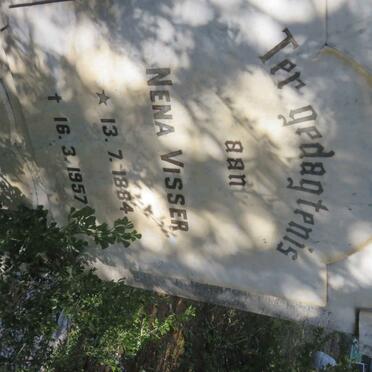 Ter gedagtenis
aan
NENA VISSER
☆ 13. 7. 1884
✝ 16. 3. 1957